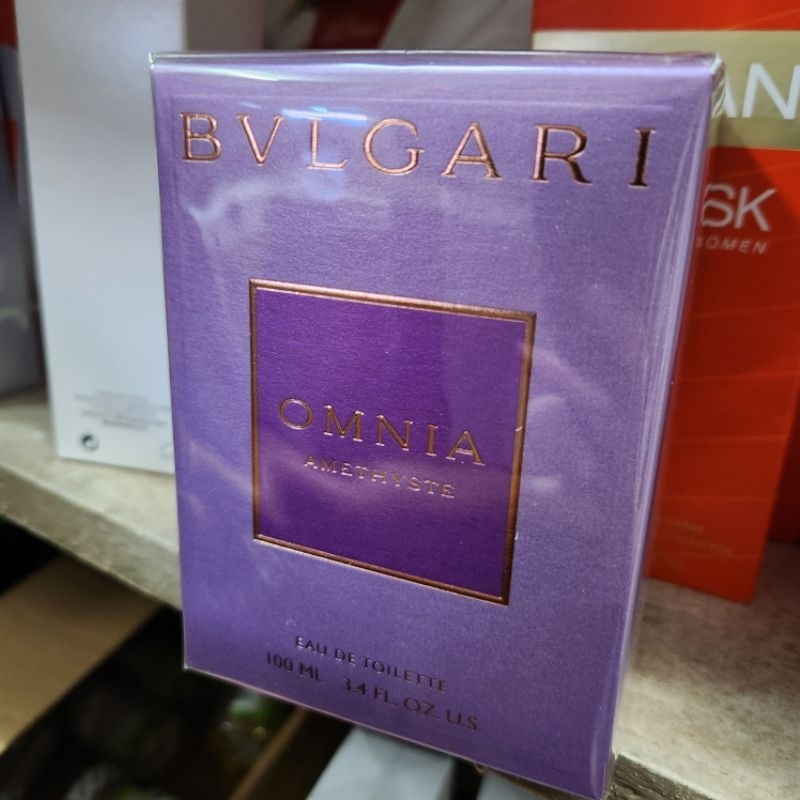 BVLGARI
OMNIA
AMETHYSTE
EAU DE TOILETTE
100 ML 3.4 FL. OZ. U.S.
AN
SK
WOMEN